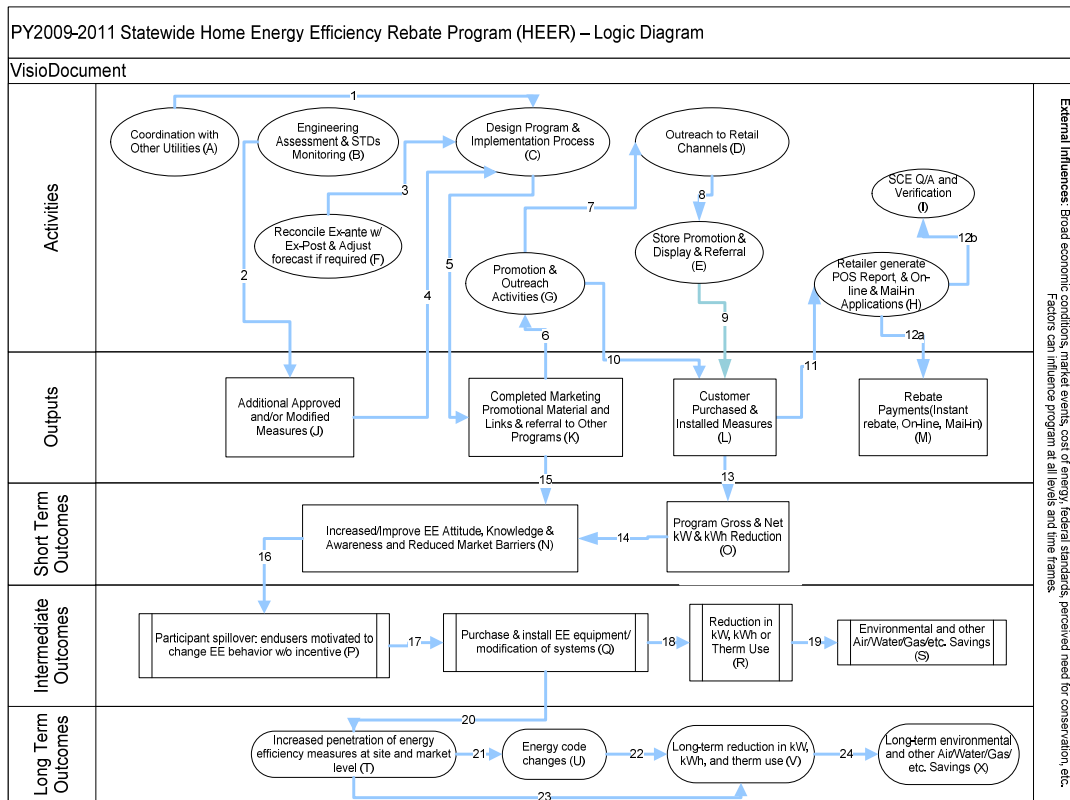 PY2009-2011 Statewide Home Energy Efficiency Rebate Program (HEER) – Logic Diagram
VisioDocument
Activities
1
Coordination with
Other Utilities (A)
Engineering
Assessment & STDs
Monitoring (B)
Design Program &
Implementation Process
(C)
Outreach to Retail
Channels (D)
SCE Q/A and
Verification
(I)
2
3
4
5
6
7
8
9
10
11
12a
12b
Reconcile Ex-ante w/
Ex-Post & Adjust
forecast if required (F)
Promotion &
Outreach
Activities (G)
Store Promotion &
Display & Referral
(E)
Retailer generate
POS Report, & On-
line & Mail-in
Applications (H)
Outputs
Additional Approved
and/or Modified
Measures (J)
Completed Marketing
Promotional Material and
Links & referral to Other
Programs (K)
Customer
Purchased &
Installed Measures
(L)
Rebate
Payments(Instant
rebate, On-line, Mail-in)
(M)
15
13
Short Term
Outcomes
Increased/Improve EE Attitude, Knowledge &
Awareness and Reduced Market Barriers (N)
14
Program Gross & Net
kW & kWh Reduction
(O)
16
Intermediate
Outcomes
Participant spillover: endusers motivated to
change EE behavior w/o incentive (P)
17
Purchase & install EE equipment/
modification of systems (Q)
18
Reduction in
kW, kWh or
Therm Use
(R)
19
Environmental and other
Air/Water/Gas/etc. Savings
(S)
20
Long Term
Outcomes
Increased penetration of energy
efficiency measures at site and market
level (T)
21
Energy code
changes (U)
22
Long-term reduction in kW,
kWh, and therm use (V)
24
Long-term environmental
and other Air/Water/Gas/
etc. Savings (X)
23
External Influences: Broad economic conditions, market events, cost of energy, federal standards, perceived need for conservation, etc.
Factors can influence program at all levels and time frames.